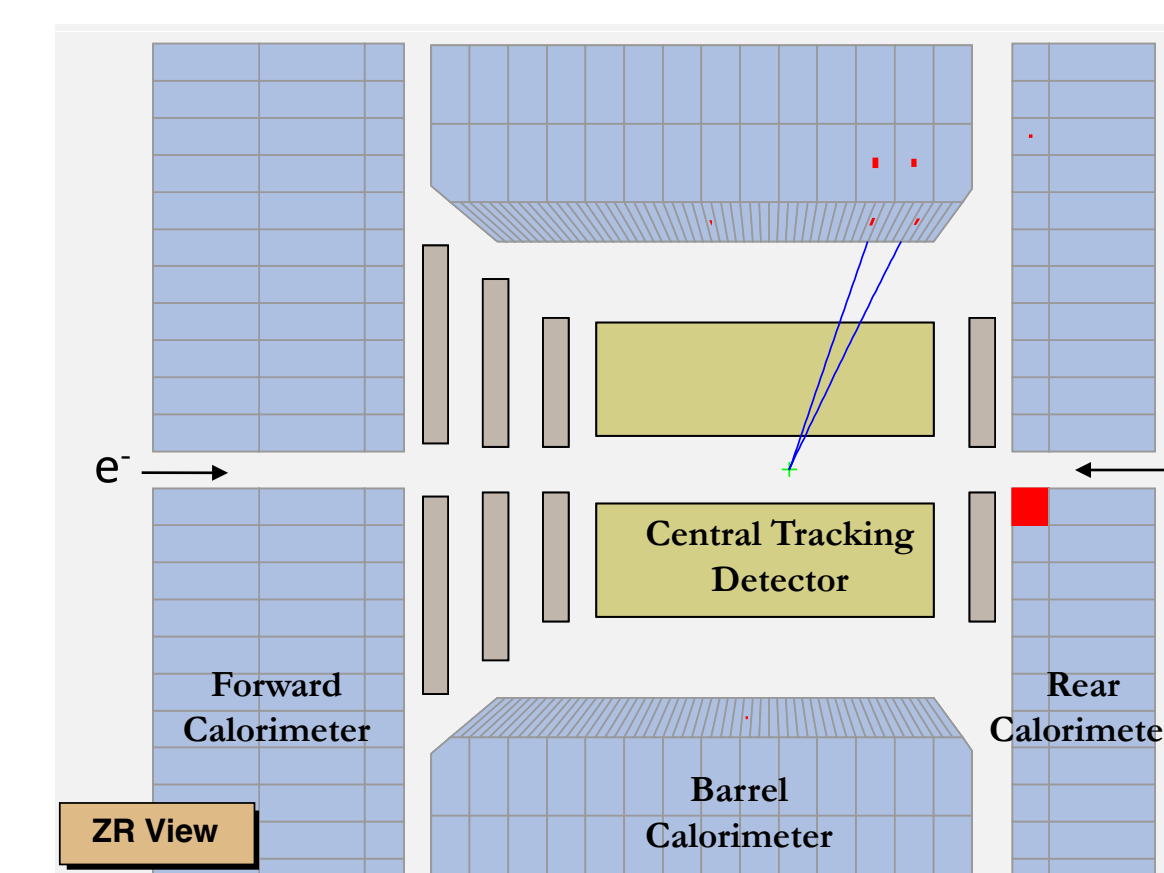 e-
Central Tracking
Detector
Forward
Calorimeter
Rear
Calorimete
Barrel
Calorimeter
ZR View